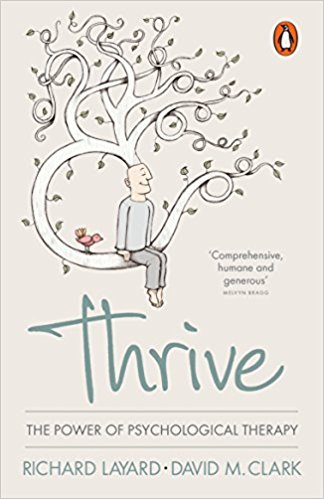 ‘Comprehensive,
humane and
generous’
MELVYN BRAGG
Thrive
THE POWER OF PSYCHOLOGICAL THERAPY
RICHARD LAYARD · DAVID M. CLARK